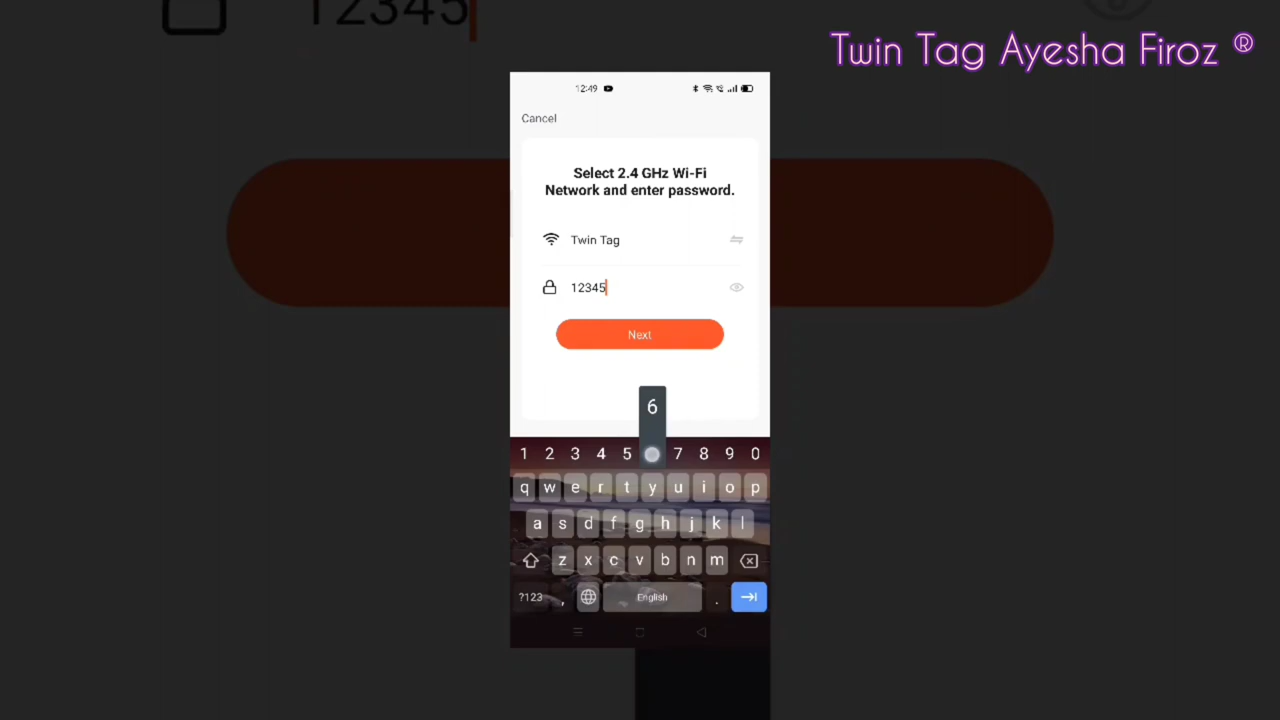 12345
Twin Tag Ayesha Firoz ®
12:49
Cancel
Select 2.4 GHz Wi-Fi
Network and enter password.
Twin Tag
12345
Next
6
1 2 3 4 5 7 8 9 0
q w e r t y u i o p
a s d f g h j k l
z x c v b n m
?123 , English .